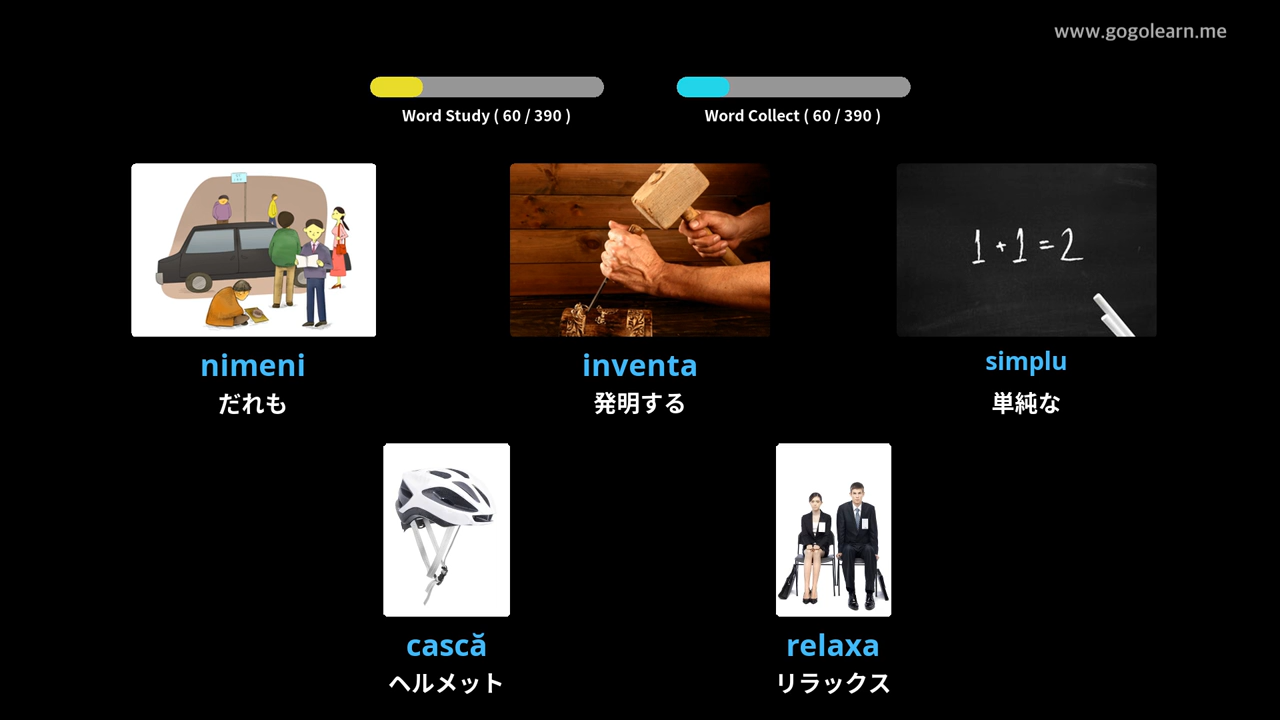 www.gogolearn.me
Word Study ( 60 / 390 )
Word Collect ( 60 / 390 )
1 + 1 = 2
nimeni
だれも
inventa
発明する
simplu
単純な
cască
ヘルメット
relaxa
リラックス